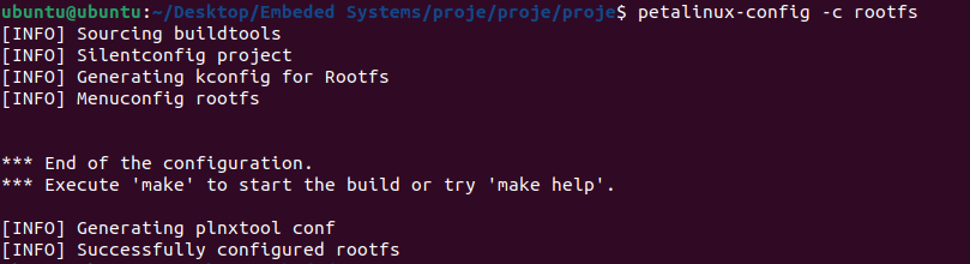 ubuntu@ubuntu:~/Desktop/Embeded Systems/proje/proje/proje$ petalinux-config -c rootfs
[INFO] Sourcing buildtools
[INFO] Silentconfig project
[INFO] Generating kconfig for Rootfs
[INFO] Menuconfig rootfs
*** End of the configuration.
*** Execute 'make' to start the build or try 'make help'.
[INFO] Generating plnxtool conf
[INFO] Successfully configured rootfs